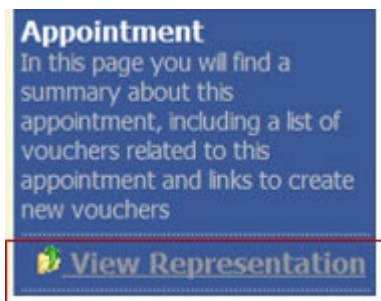 Appointment
In this page you will find a
summary about this
appointment, including a list of
vouchers related to this
appointment and links to create
new vouchers
View Representation